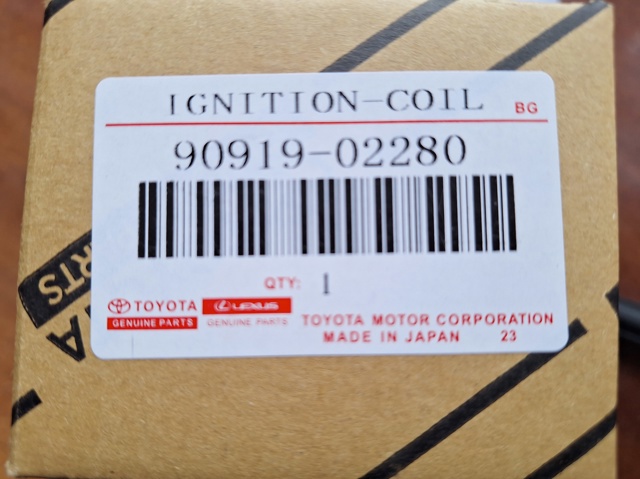 IGNITION-COIL
BG
90919-02280
QTY: 1
TOYOTA LEXUS
GENUINE PARTS GENUINE PARTS
TOYOTA MOTOR CORPORATION
MADE IN JAPAN 23
RTS
A